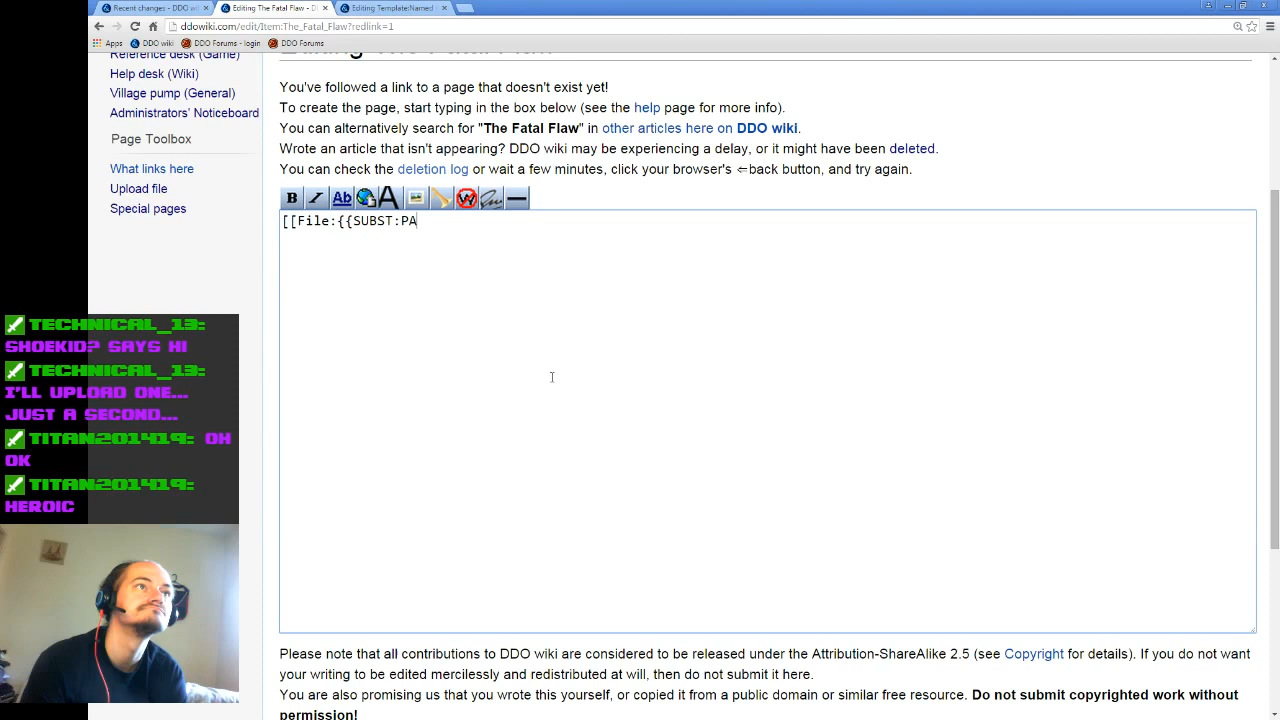 Recent changes - DDO wi
Editing The Fatal Flaw - D
Editing Template:Named
ddowiki.com/edit/Item:The_Fatal_Flaw?redlink=1
Apps
DDO wiki
DDO Forums - login
DDO Forums
Reference desk (Game)
Help desk (Wiki)
Village pump (General)
Administrators' Noticeboard
Page Toolbox
What links here
Upload file
Special pages
You've followed a link to a page that doesn't exist yet!
To create the page, start typing in the box below (see the help page for more info).
You can alternatively search for "The Fatal Flaw" in other articles here on DDO wiki.
Wrote an article that isn't appearing? DDO wiki may be experiencing a delay, or it might have been deleted.
You can check the deletion log or wait a few minutes, click your browser's ⇐back button, and try again.
B I Ab A W
[[File:{{SUBST:PA
TECHNICAL_13:
SHOEKID? SAYS HI
TECHNICAL_13:
I'LL UPLOAD ONE...
JUST A SECOND...
TITAN201419: OH
OK
TITAN201419:
HEROIC
Please note that all contributions to DDO wiki are considered to be released under the Attribution-ShareAlike 2.5 (see Copyright for details). If you do not want
your writing to be edited mercilessly and redistributed at will, then do not submit it here.
You are also promising us that you wrote this yourself, or copied it from a public domain or similar free resource. Do not submit copyrighted work without
permission!